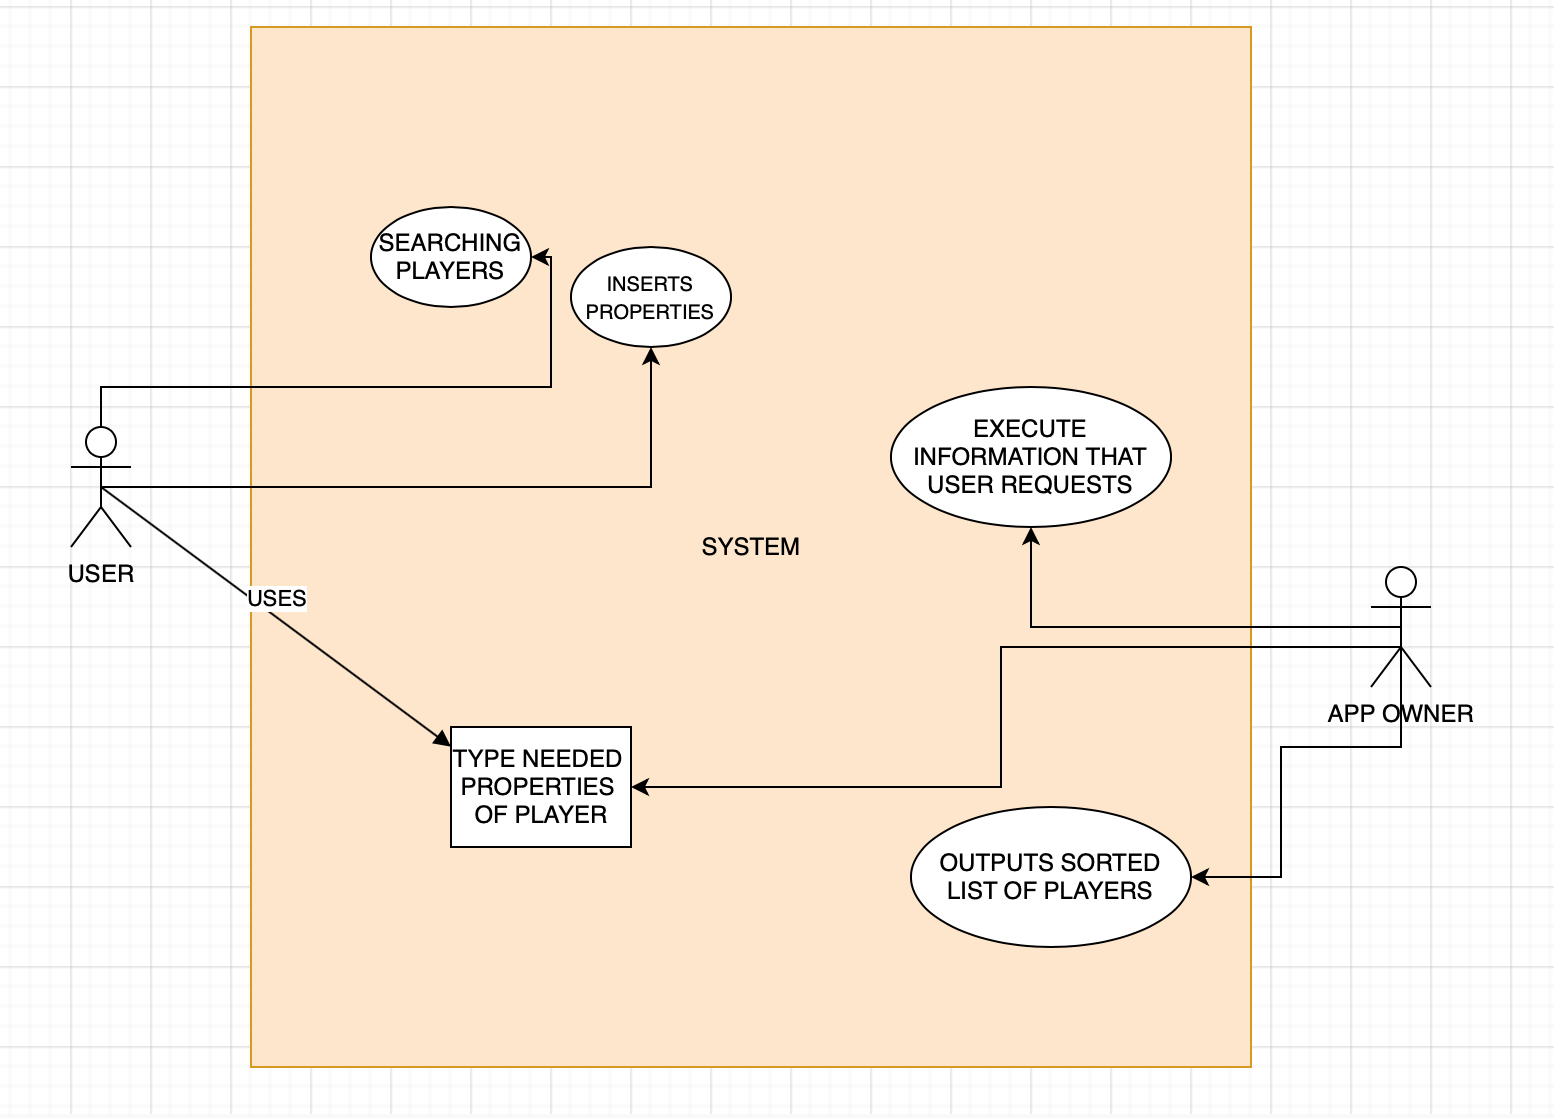 SEARCHING
PLAYERS
INSERTS
PROPERTIES
EXECUTE
INFORMATION THAT
USER REQUESTS
SYSTEM
USER
USES
APP OWNER
TYPE NEEDED
PROPERTIES
OF PLAYER
OUTPUTS SORTED
LIST OF PLAYERS